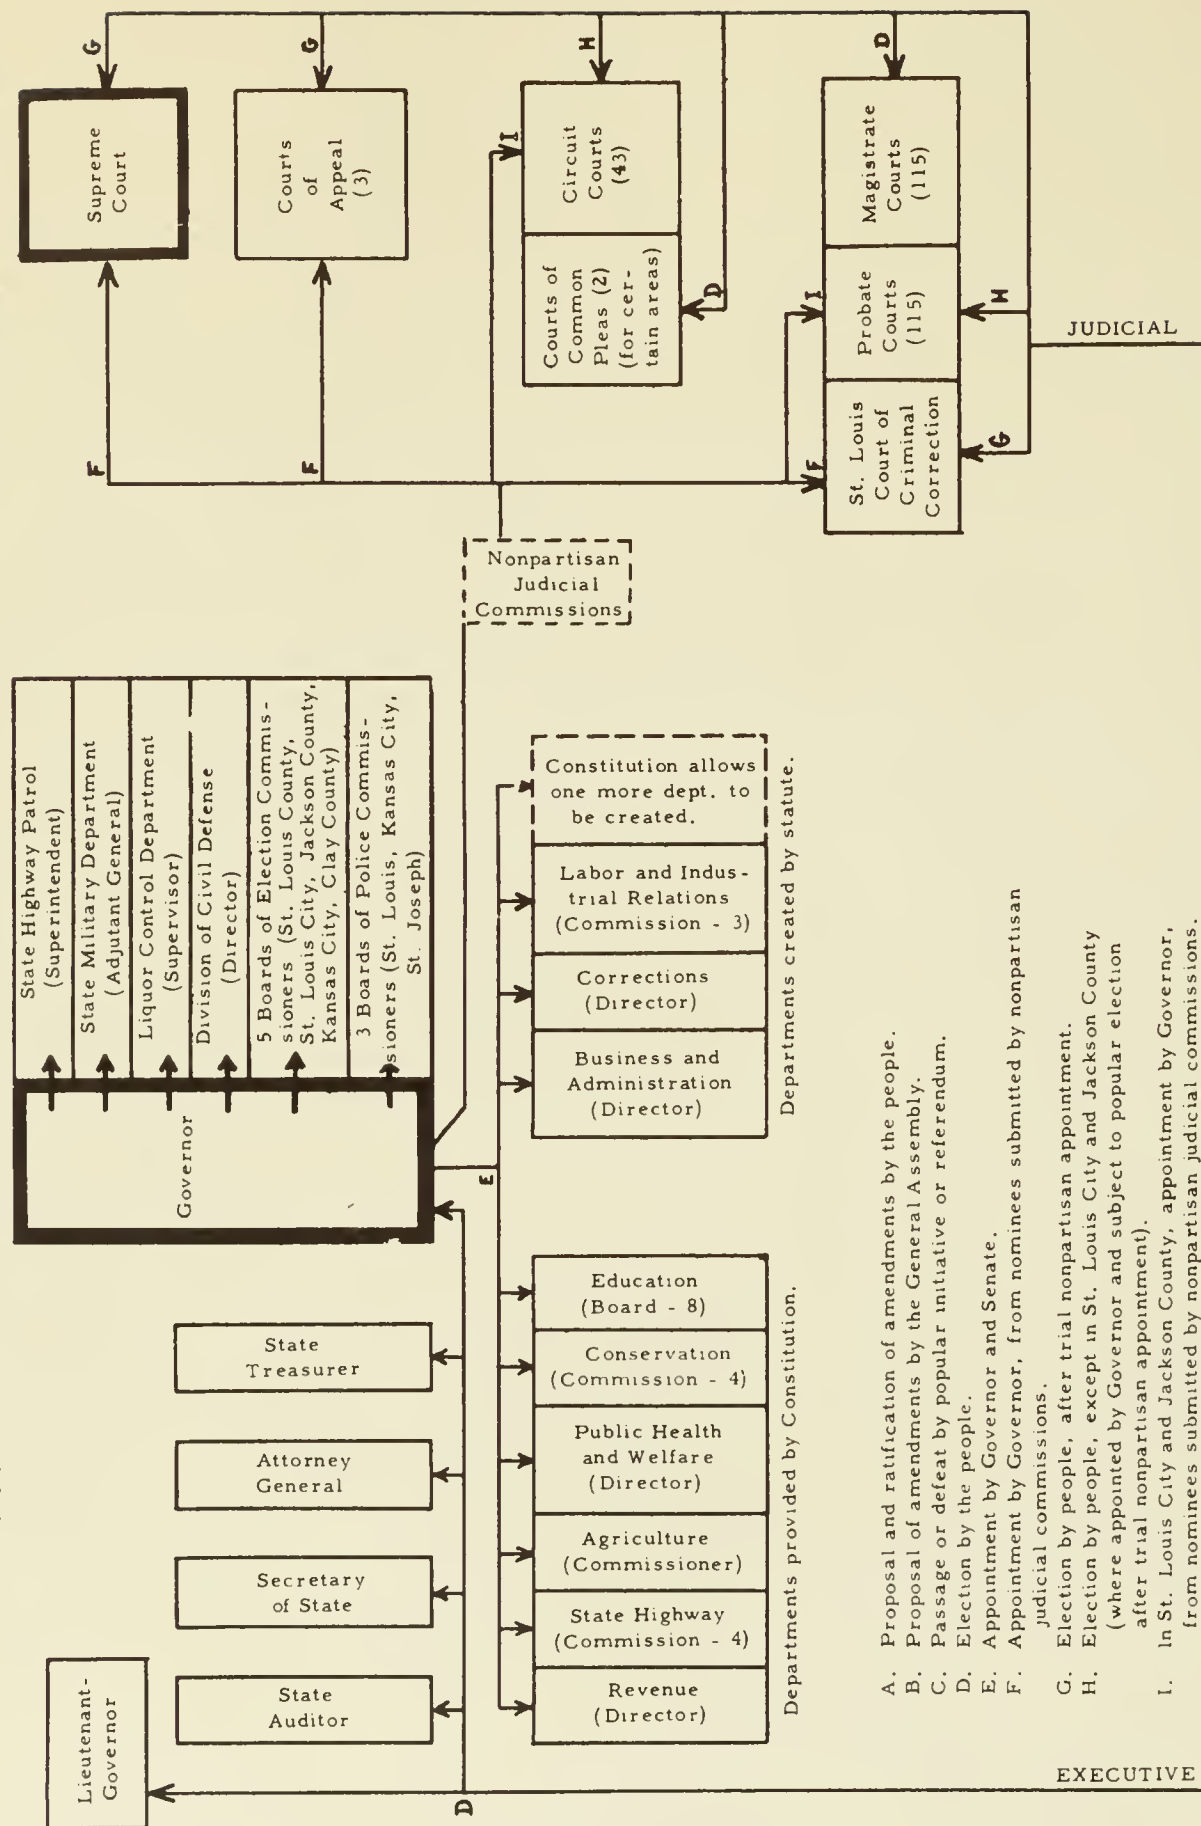 Lieutenant-
Governor
State
Auditor
Secretary
of State
Attorney
General
State
Treasurer
Governor
State Highway Patrol
(Superintendent)
State Military Department
(Adjutant General)
Liquor Control Department
(Supervisor)
Division of Civil Defense
(Director)
5 Boards of Election Commis-
sioners (St. Louis County,
St. Louis City, Jackson County,
Kansas City, Clay County)
3 Boards of Police Commis-
sioners (St. Louis, Kansas City,
St. Joseph)
D
E
Revenue
(Director)
State Highway
(Commission - 4)
Agriculture
(Commissioner)
Public Health
and Welfare
(Director)
Conservation
(Commission - 4)
Education
(Board - 8)
Departments provided by Constitution.
Business and
Administration
(Director)
Corrections
(Director)
Labor and Indus-
trial Relations
(Commission - 3)
Constitution allows
one more dept. to
be created.
Departments created by statute.
Nonpartisan
Judicial
Commissions
F
Supreme
Court
G
F
Courts
of
Appeal
(3)
G
I
Courts of
Common
Pleas (2)
(for cer-
tain areas)
D
Circuit
Courts
(43)
H
F
I
St. Louis
Court of
Criminal
Correction
G
Probate
Courts
(115)
H
Magistrate
Courts
(115)
D
A. Proposal and ratification of amendments by the people.
B. Proposal of amendments by the General Assembly.
C. Passage or defeat by popular initiative or referendum.
D. Election by the people.
E. Appointment by Governor and Senate.
F. Appointment by Governor, from nominees submitted by nonpartisan
judicial commissions.
G. Election by people, after trial nonpartisan appointment.
H. Election by people, except in St. Louis City and Jackson County
(where appointed by Governor and subject to popular election
after trial nonpartisan appointment).
I. In St. Louis City and Jackson County, appointment by Governor,
from nominees submitted by nonpartisan judicial commissions.
EXECUTIVE
JUDICIAL